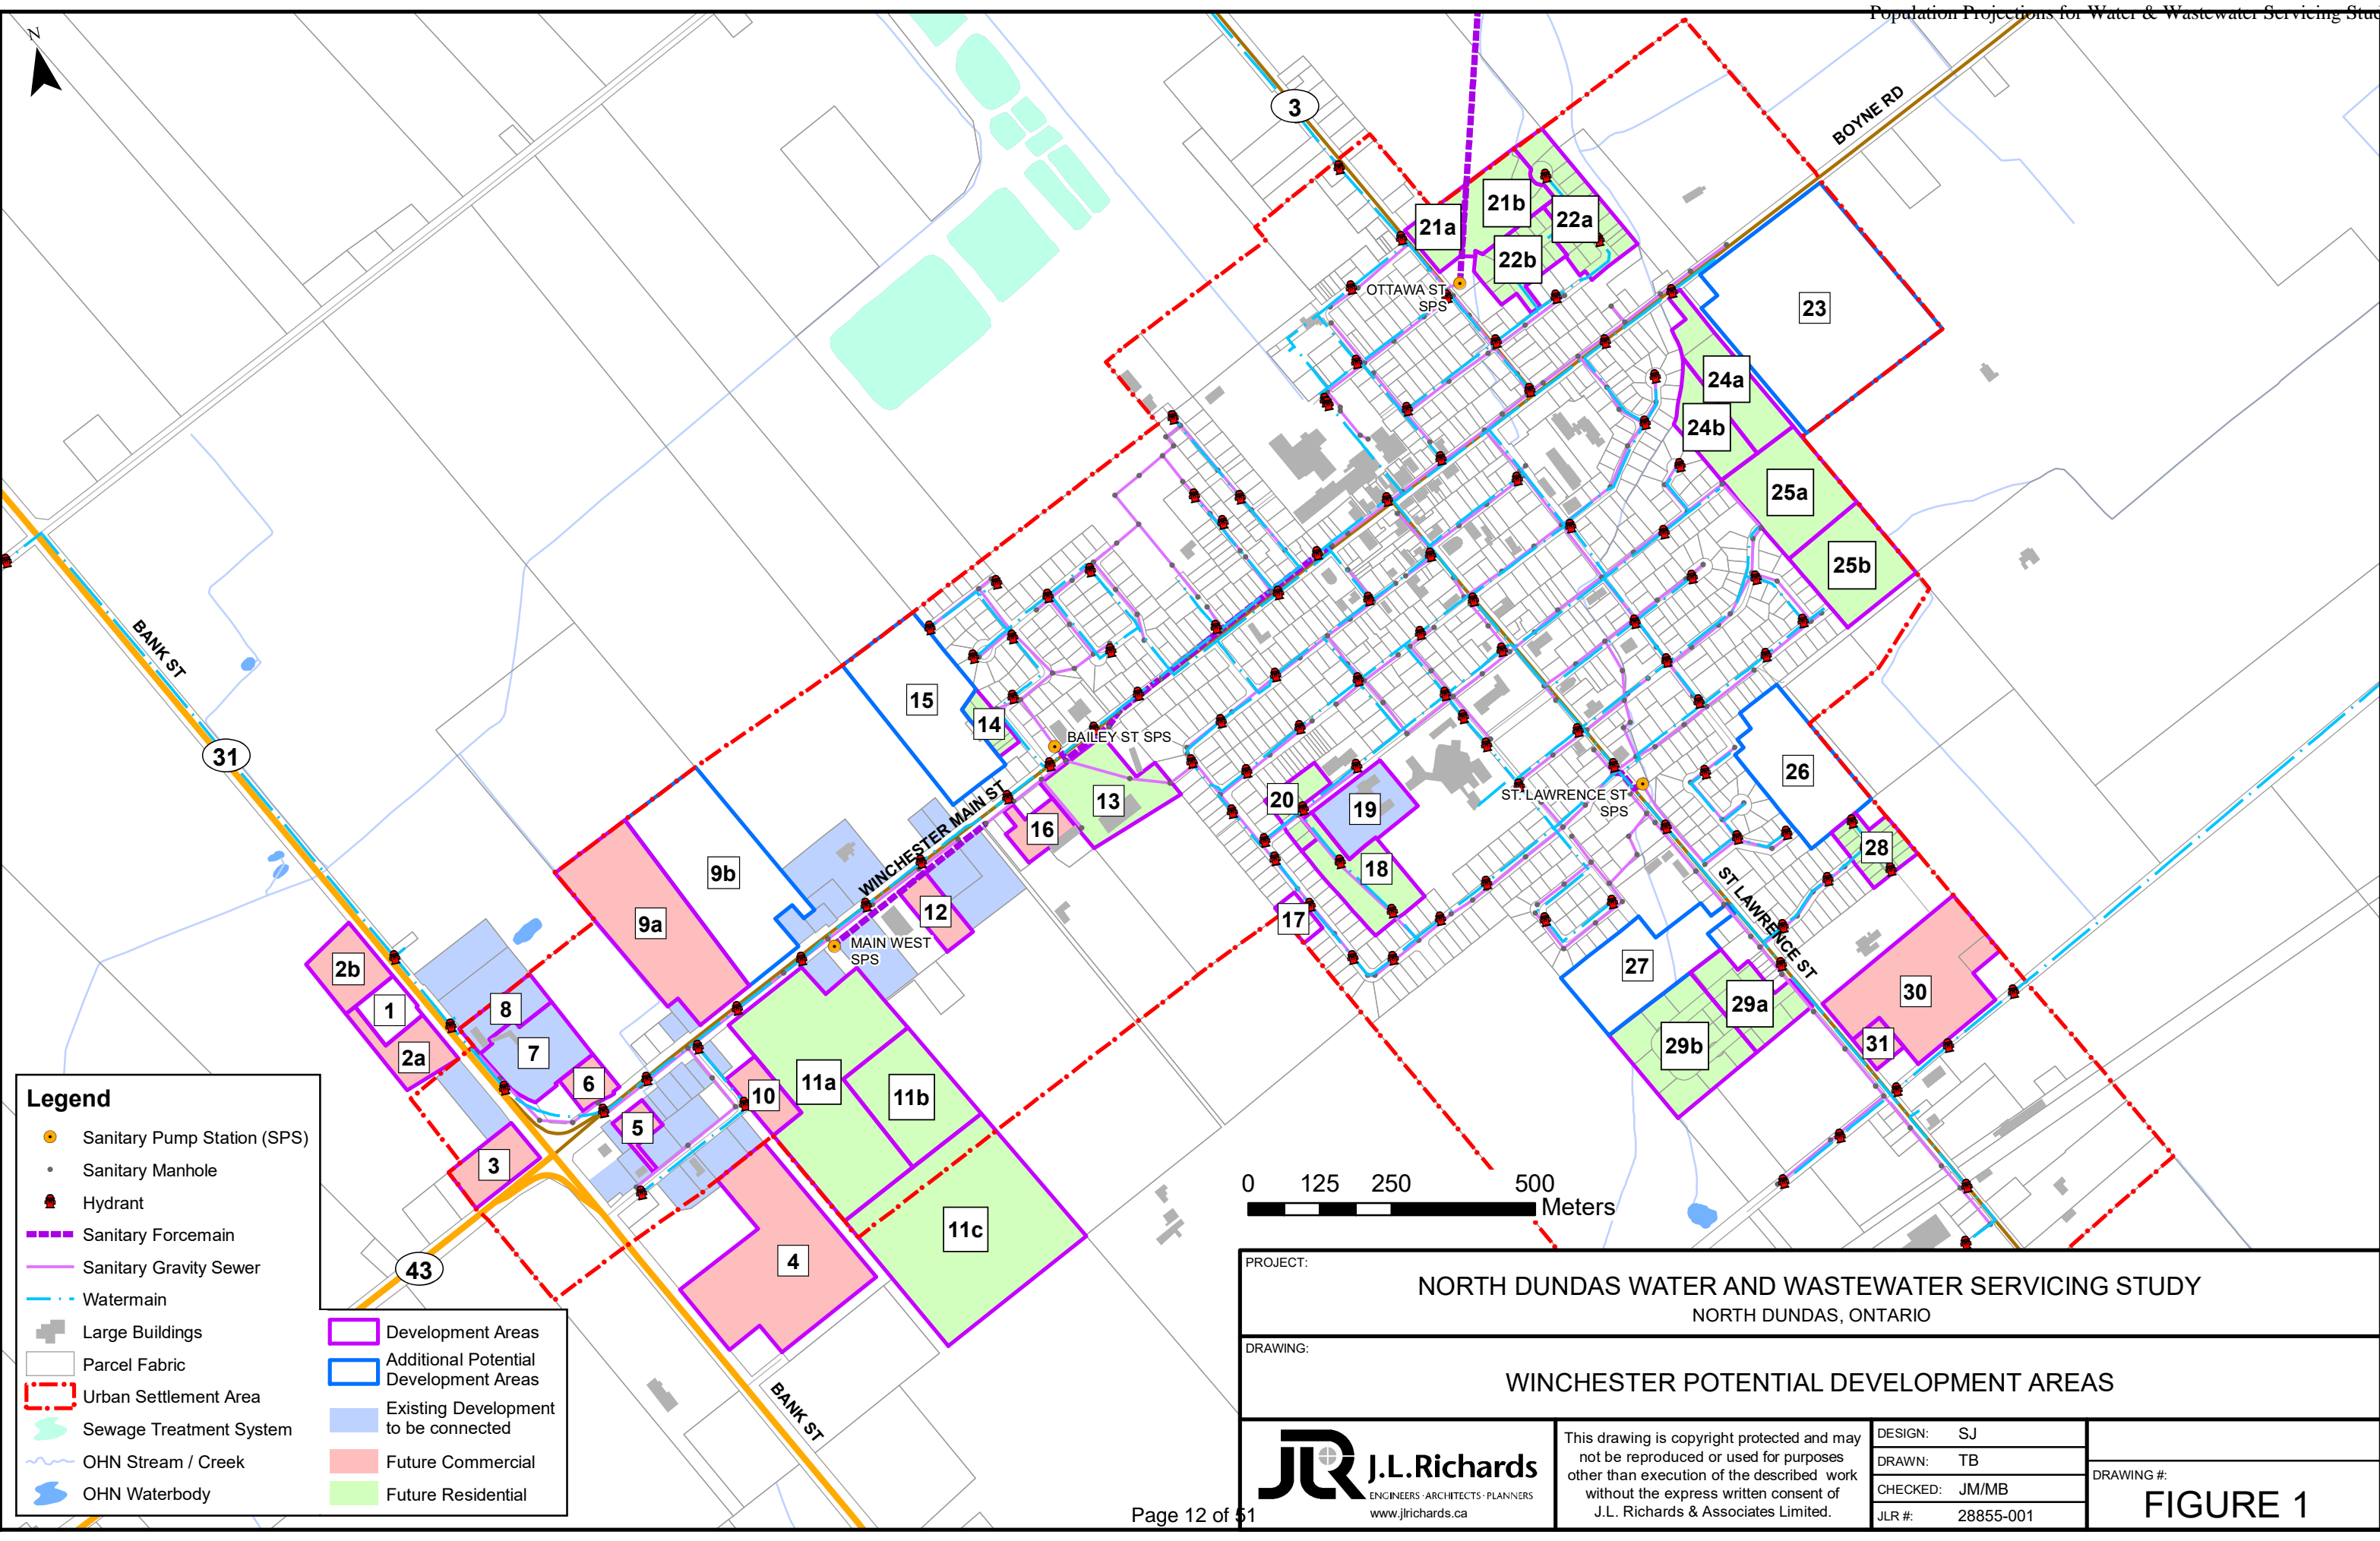 Population Projections for Water & Wastewater Servicing Stud
N
3
BOYNE RD
21b
21a
22a
22b
OTTAWA ST
SPS
23
24a
24b
25a
25b
BANK ST
31
15
14
BAILEY ST SPS
13
16
WINCHESTER MAIN ST
20
19
18
17
ST. LAWRENCE ST
SPS
26
28
ST LAWRENCE ST
9b
9a
12
MAIN WEST
SPS
2b
1
2a
8
7
6
5
3
10
11a
11b
11c
4
27
29a
29b
30
31
43
BANK ST
0 125 250 500
Meters
Legend
Sanitary Pump Station (SPS)
Sanitary Manhole
Hydrant
Sanitary Forcemain
Sanitary Gravity Sewer
Watermain
Large Buildings
Parcel Fabric
Urban Settlement Area
Sewage Treatment System
OHN Stream / Creek
OHN Waterbody
Development Areas
Additional Potential
Development Areas
Existing Development
to be connected
Future Commercial
Future Residential
PROJECT:
NORTH DUNDAS WATER AND WASTEWATER SERVICING STUDY
NORTH DUNDAS, ONTARIO
DRAWING:
WINCHESTER POTENTIAL DEVELOPMENT AREAS
JLR J.L.Richards
ENGINEERS · ARCHITECTS · PLANNERS
www.jlrichards.ca
This drawing is copyright protected and may
not be reproduced or used for purposes
other than execution of the described work
without the express written consent of
J.L. Richards & Associates Limited.
DESIGN: SJ
DRAWN: TB
CHECKED: JM/MB
JLR #: 28855-001
DRAWING #:
FIGURE 1
Page 12 of 51